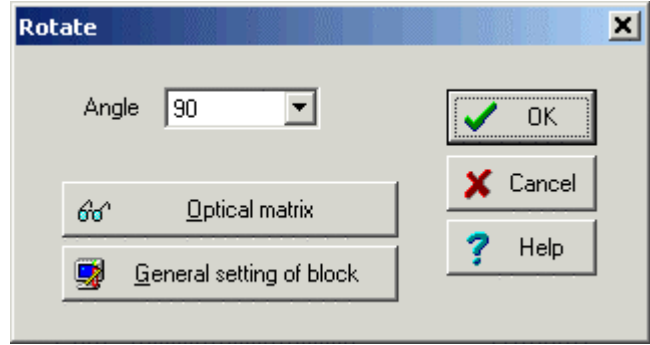 Rotate
Angle 90
OK
Cancel
Optical matrix
Help
General setting of block